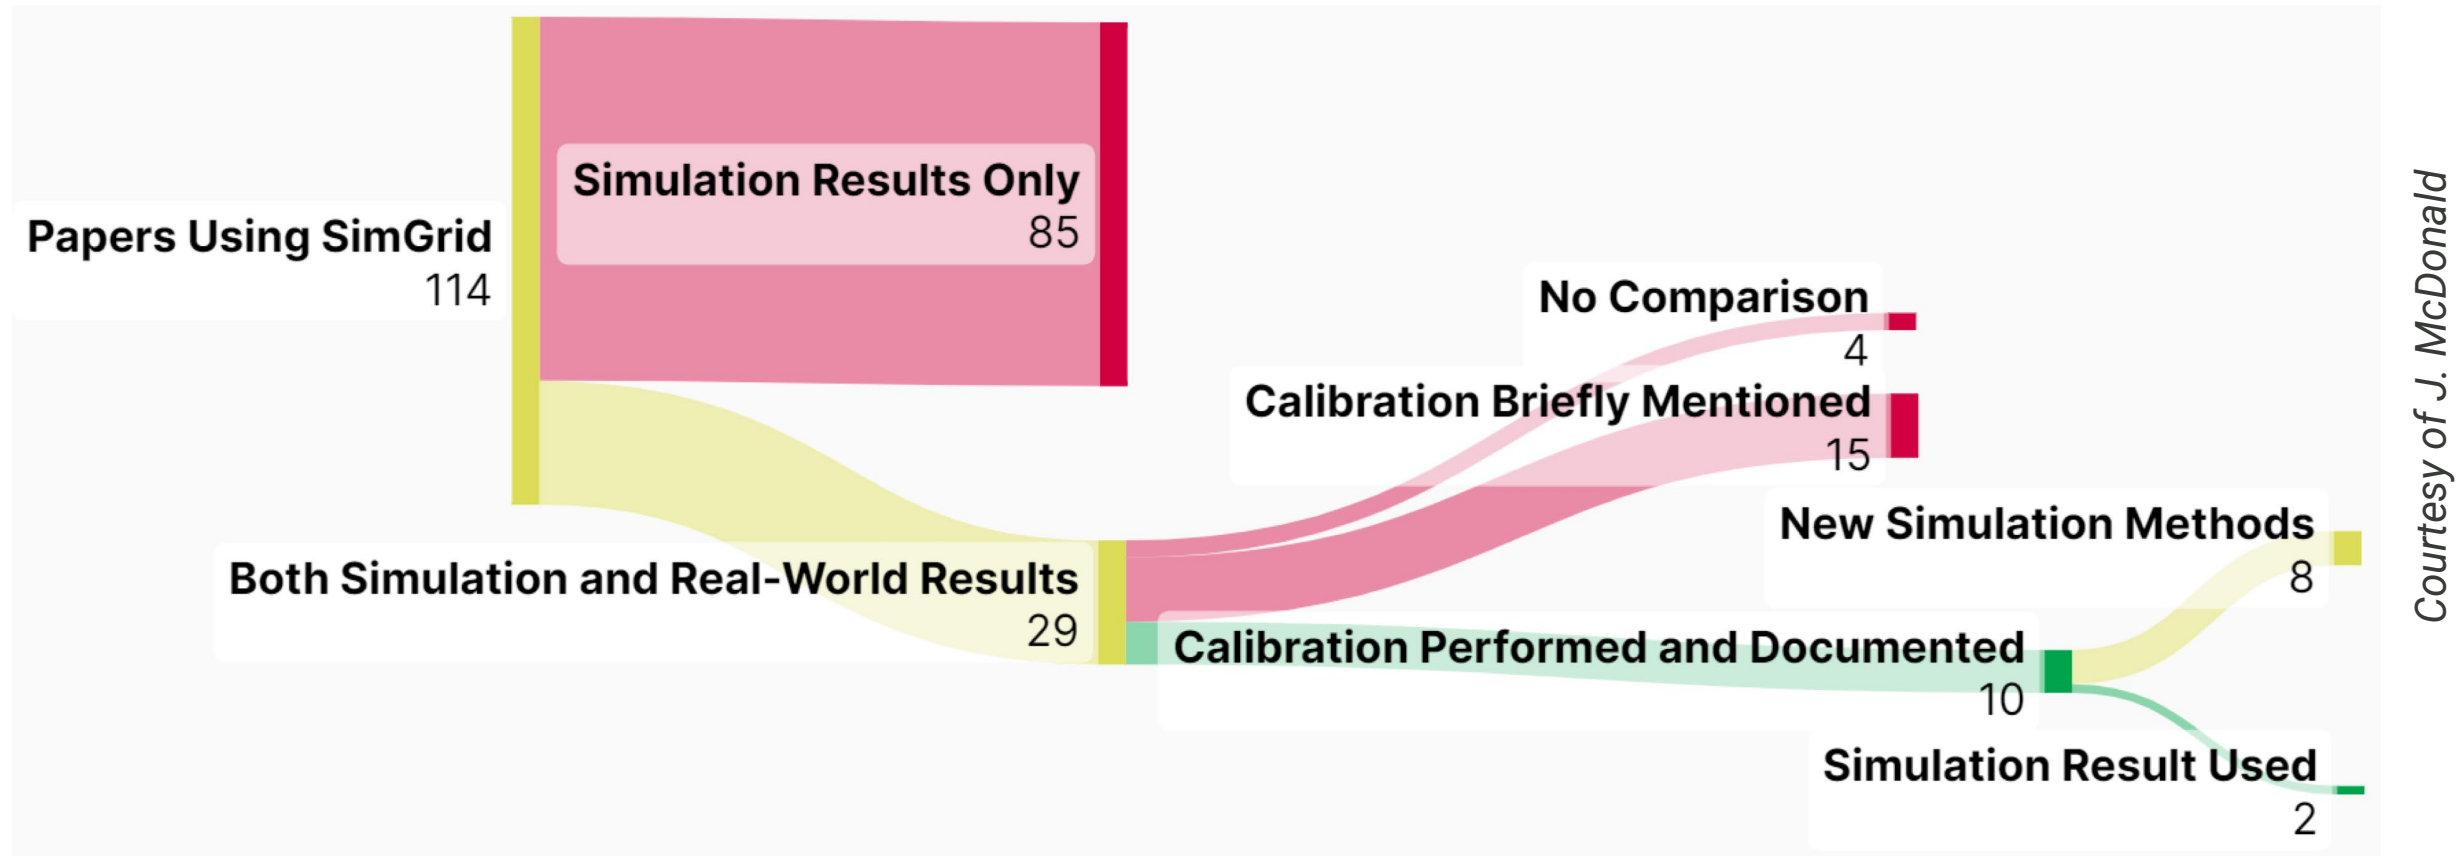 Papers Using SimGrid
114
Simulation Results Only
85
Both Simulation and Real-World Results
29
No Comparison
4
Calibration Briefly Mentioned
15
Calibration Performed and Documented
10
New Simulation Methods
8
Simulation Result Used
2
Courtesy of J. McDonald